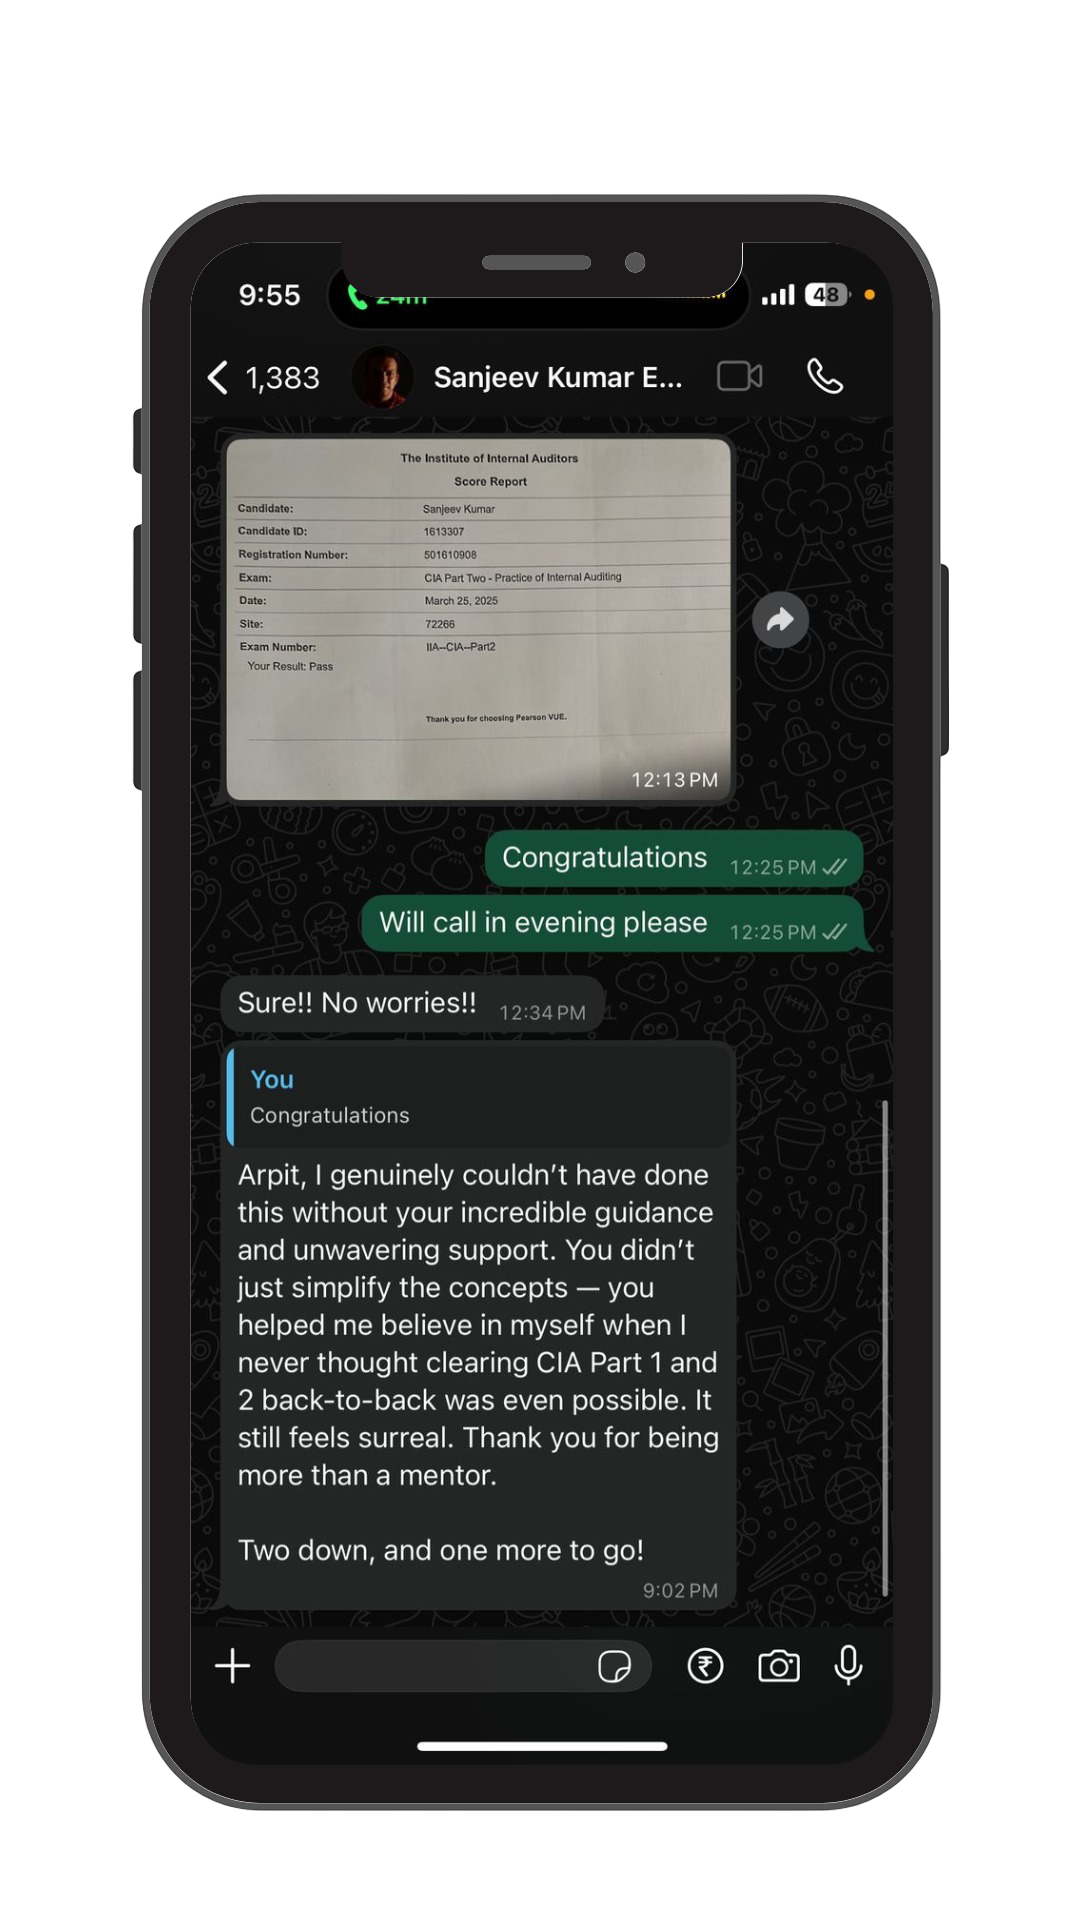 9:55
24m
48
1,383
Sanjeev Kumar E...
The Institute of Internal Auditors
Score Report
Candidate: Sanjeev Kumar
Candidate ID: 1613307
Registration Number: 501610908
Exam: CIA Part Two - Practice of Internal Auditing
Date: March 25, 2025
Site: 72266
Exam Number: IIA--CIA--Part2
Your Result: Pass
Thank you for choosing Pearson VUE.
12:13 PM
Congratulations 12:25 PM
Will call in evening please 12:25 PM
Sure!! No worries!! 12:34 PM
You
Congratulations
Arpit, I genuinely couldn’t have done
this without your incredible guidance
and unwavering support. You didn’t
just simplify the concepts — you
helped me believe in myself when I
never thought clearing CIA Part 1 and
2 back-to-back was even possible. It
still feels surreal. Thank you for being
more than a mentor.
Two down, and one more to go!
9:02 PM